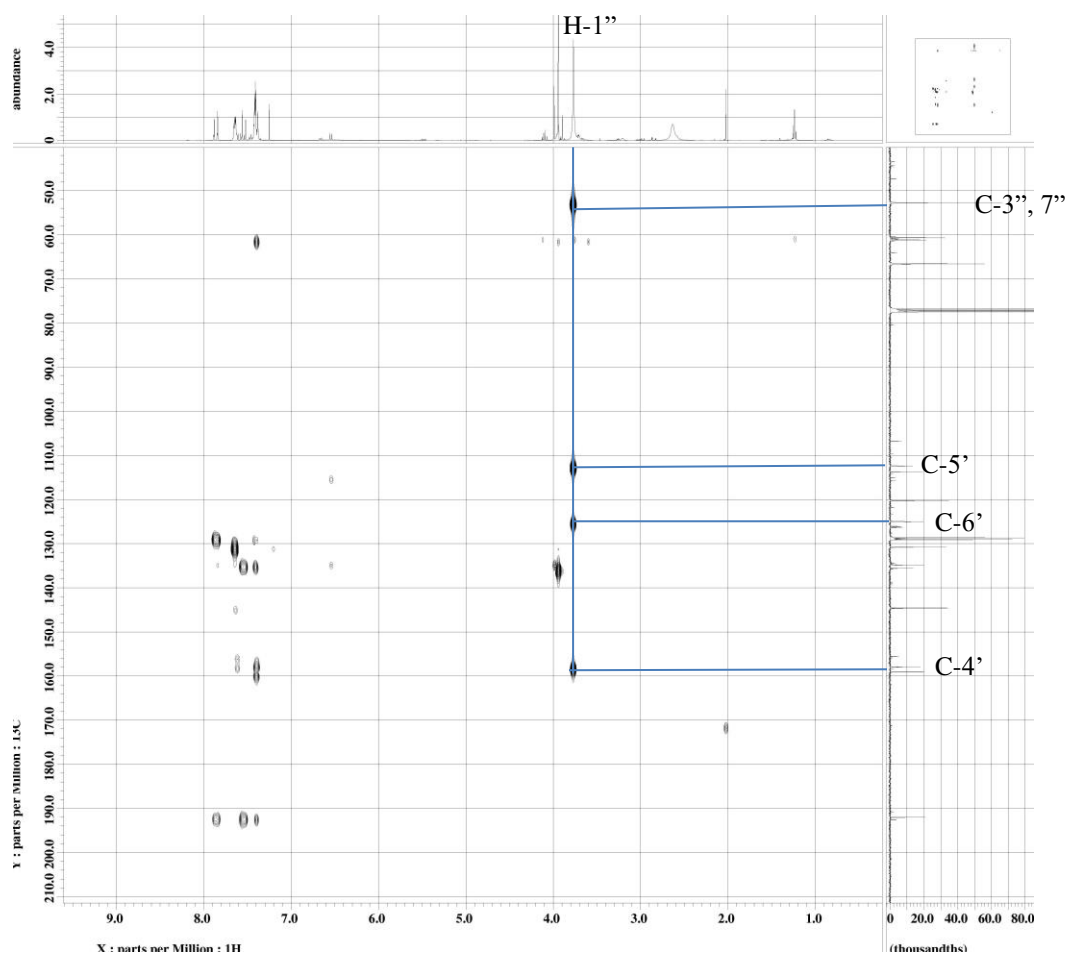 H-1”
abundance
4.0
2.0
0
C-3”, 7”
C-5’
C-6’
C-4’
50.0
60.0
70.0
80.0
90.0
100.0
110.0
120.0
130.0
140.0
150.0
160.0
170.0
180.0
190.0
200.0
210.0
Y : parts per Million : 13C
9.0 8.0 7.0 6.0 5.0 4.0 3.0 2.0 1.0
0 20.0 40.0 60.0 80.0
X : parts per Million : 1H
(thousandths)